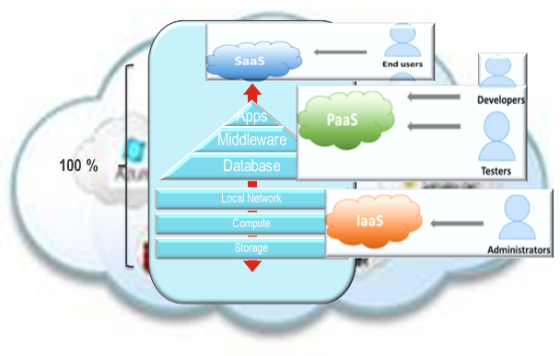 SaaS
End users
Apps
Middleware
Database
PaaS
Developers
Testers
100 %
Local Network
Compute
Storage
IaaS
Administrators